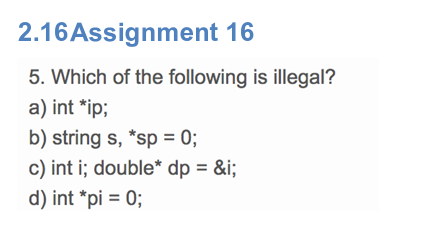 2.16Assignment 16
5. Which of the following is illegal?
a) int *ip;
b) string s, *sp = 0;
c) int i; double* dp = &i;
d) int *pi = 0;